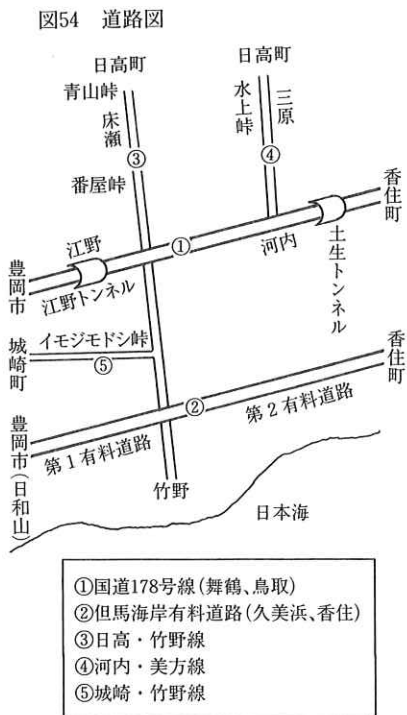 図54 道路図
日高町
日高町
青山峠
床瀬
③
番屋峠
水上峠
三原
④
香住町
江野
①
河内
土生トンネル
豊岡市
江野トンネル
イモジモドシ峠
城崎町
⑤
香住町
②
第2有料道路
第1有料道路
豊岡市(日和山)
竹野
日本海
①国道178号線(舞鶴、鳥取)
②但馬海岸有料道路(久美浜、香住)
③日高・竹野線
④河内・美方線
⑤城崎・竹野線